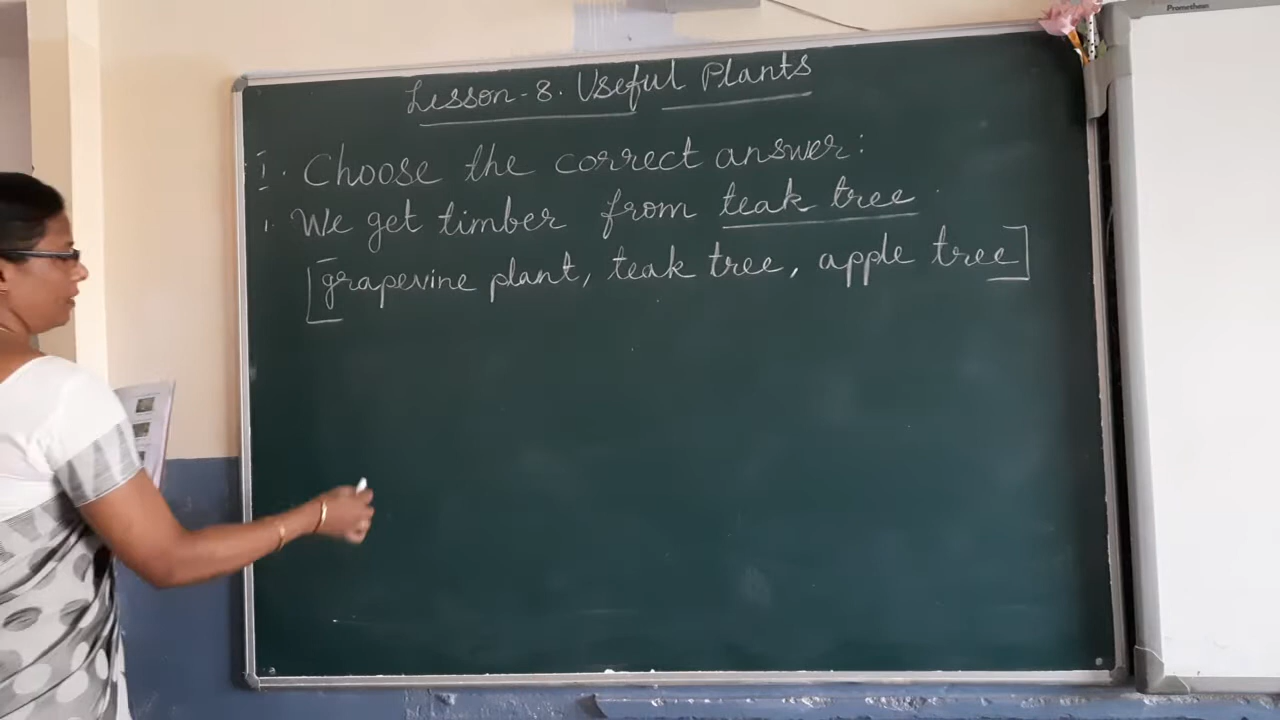 Promethean
Lesson-8. Useful Plants
I. Choose the correct answer:
1. We get timber from teak tree.
[grapevine plant, teak tree, apple tree]